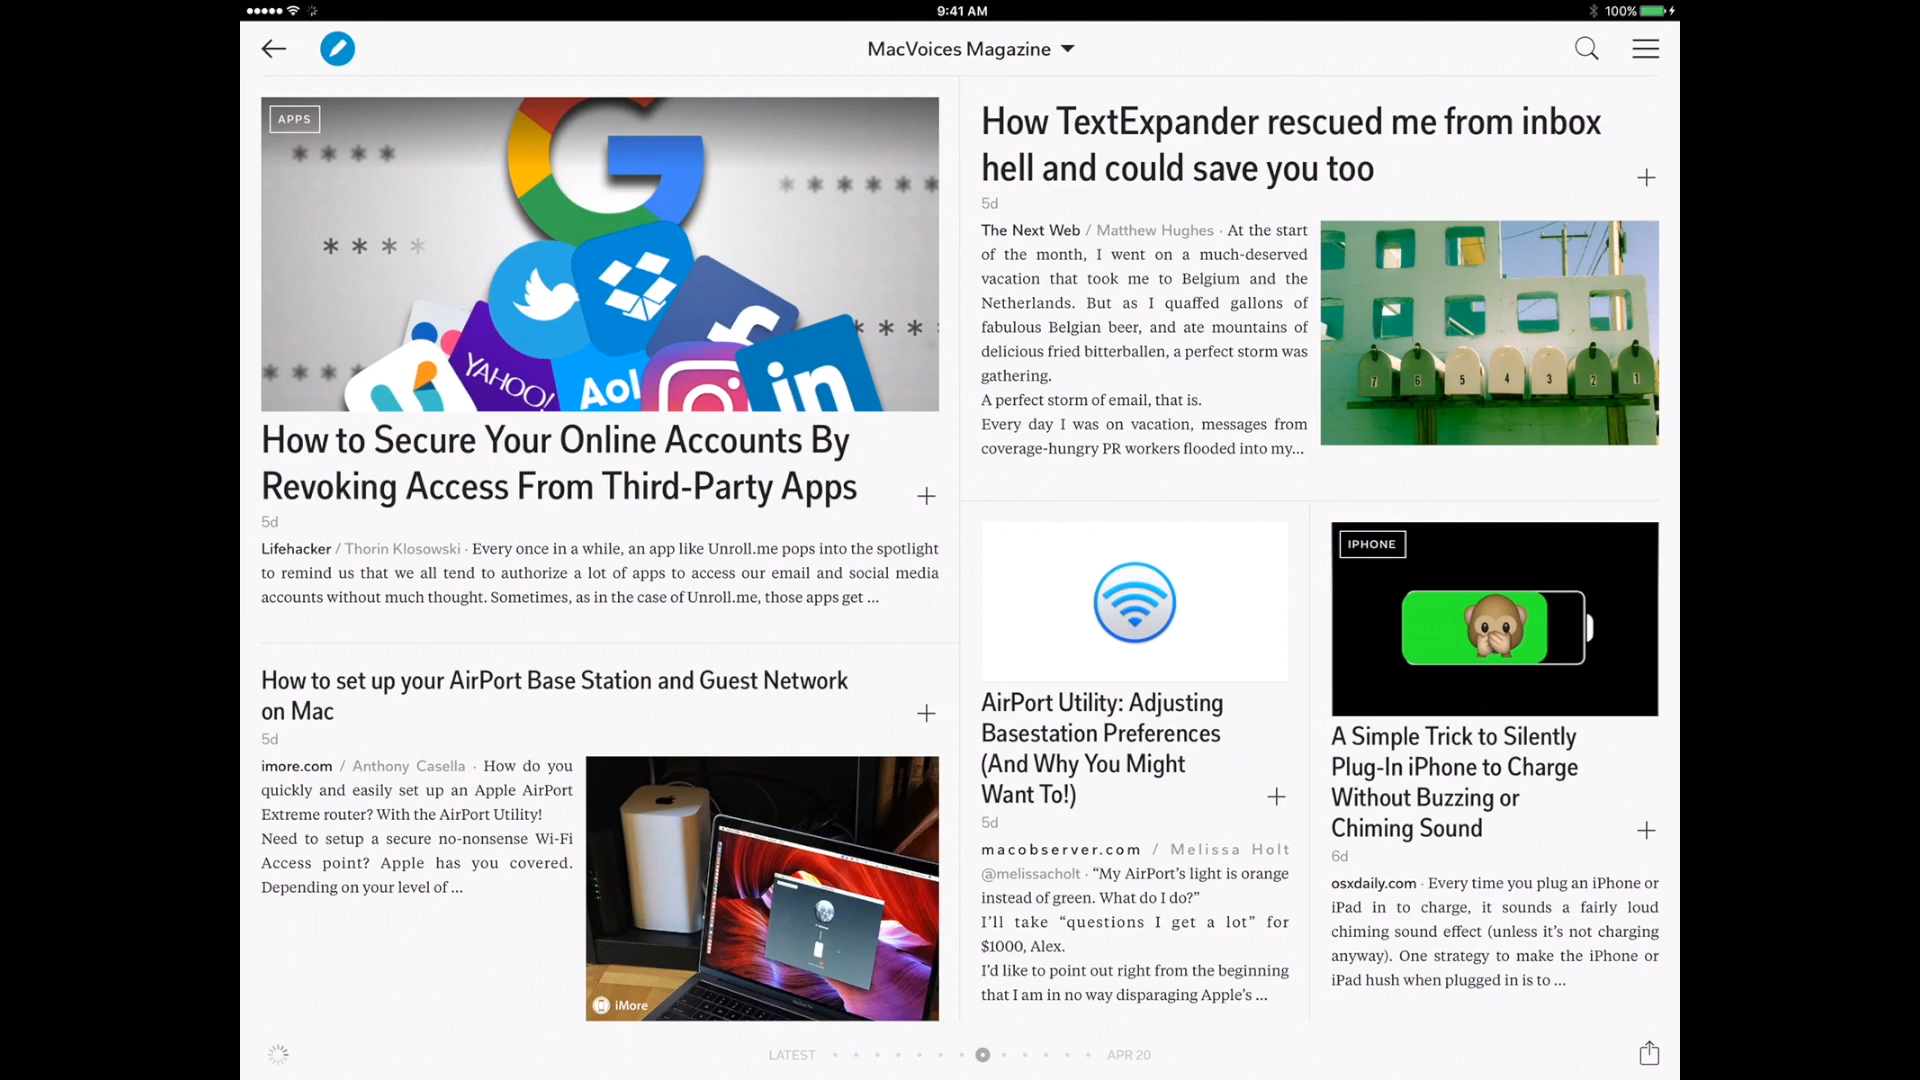 9:41 AM
100%
MacVoices Magazine
APPS
* * * *
* * * * * *
* * * *
* * *
* * * *
YAHOO!
Aol
in
How to Secure Your Online Accounts By
Revoking Access From Third-Party Apps
5d
Lifehacker / Thorin Klosowski · Every once in a while, an app like Unroll.me pops into the spotlight
to remind us that we all tend to authorize a lot of apps to access our email and social media
accounts without much thought. Sometimes, as in the case of Unroll.me, those apps get ...
How to set up your AirPort Base Station and Guest Network
on Mac
5d
imore.com / Anthony Casella · How do you
quickly and easily set up an Apple AirPort
Extreme router? With the AirPort Utility!
Need to setup a secure no-nonsense Wi-Fi
Access point? Apple has you covered.
Depending on your level of ...
iMore
How TextExpander rescued me from inbox
hell and could save you too
5d
The Next Web / Matthew Hughes · At the start
of the month, I went on a much-deserved
vacation that took me to Belgium and the
Netherlands. But as I quaffed gallons of
fabulous Belgian beer, and ate mountains of
delicious fried bitterballen, a perfect storm was
gathering.
A perfect storm of email, that is.
Every day I was on vacation, messages from
coverage-hungry PR workers flooded into my...
7 6 5 4 3 2 1
AirPort Utility: Adjusting
Basestation Preferences
(And Why You Might
Want To!)
5d
macobserver.com / Melissa Holt
@melissacholt · “My AirPort’s light is orange
instead of green. What do I do?”
I’ll take “questions I get a lot” for
$1000, Alex.
I’d like to point out right from the beginning
that I am in no way disparaging Apple’s ...
IPHONE
A Simple Trick to Silently
Plug-In iPhone to Charge
Without Buzzing or
Chiming Sound
6d
osxdaily.com · Every time you plug an iPhone or
iPad in to charge, it sounds a fairly loud
chiming sound effect (unless it’s not charging
anyway). One strategy to make the iPhone or
iPad hush when plugged in is to ...
LATEST
APR 20